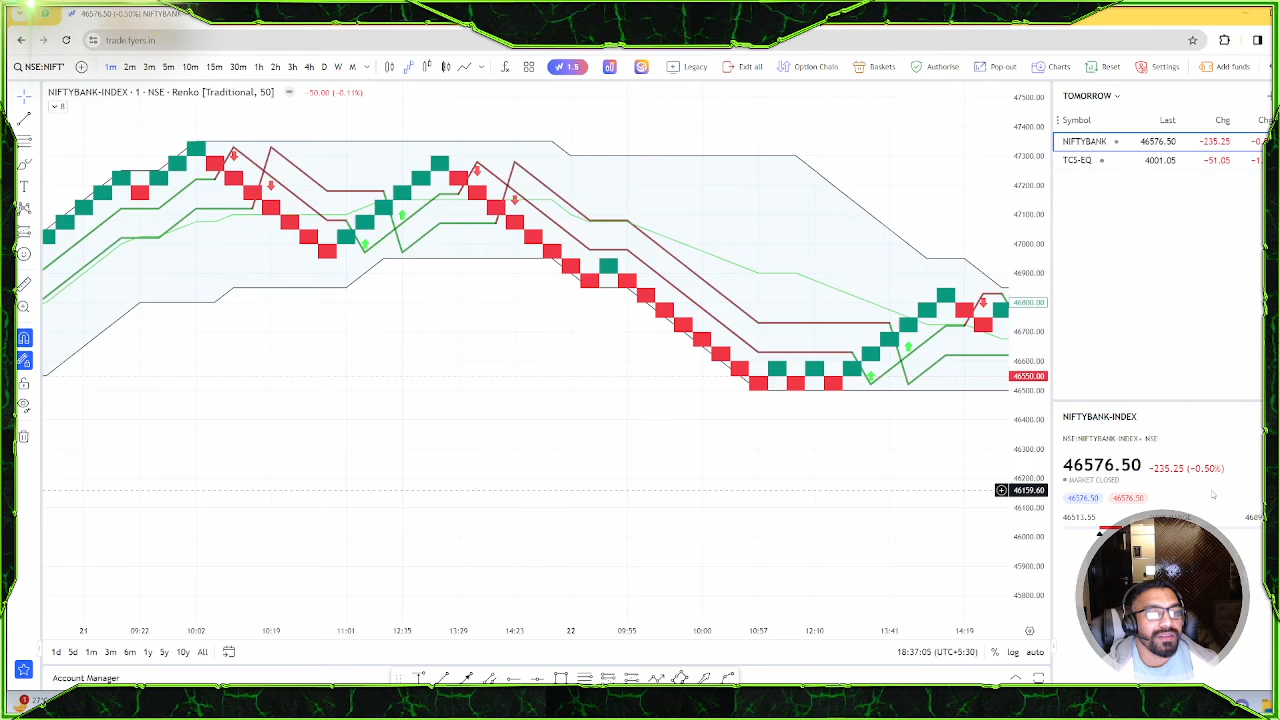 46576.50 (-0.50%) NIFTYBANK
trade.fyers.in
NSE:NIFT
1m 2m 3m 5m 10m 15m 30m 1h 2h 3h 4h D W M
1.5
Legacy
Exit all
Option Chain
Baskets
Authorise
Pop out
Charts
Reset
Settings
Add funds
NIFTYBANK-INDEX · 1 · NSE - Renko [Traditional, 50]
-50.00 (-0.11%)
8
47500.00
47400.00
47300.00
47200.00
47100.00
47000.00
46900.00
46800.00
46700.00
46600.00
46550.00
46500.00
46400.00
46300.00
46200.00
46159.60
46100.00
46000.00
45900.00
45800.00
21 09:22 10:02 10:19 11:01 12:35 13:29 14:23 22 09:55 10:00 10:57 12:10 13:41 14:19
1d 5d 1m 3m 6m 1y 5y 10y All
18:37:05 (UTC+5:30)
% log auto
Account Manager
TOMORROW
Symbol Last Chg
NIFTYBANK 46576.50 -235.25
TCS-EQ 4001.05 -51.05
NIFTYBANK-INDEX
NSE:NIFTYBANK-INDEX • NSE
46576.50 -235.25 (-0.50%)
MARKET CLOSED
46576.50 46576.50
46513.55